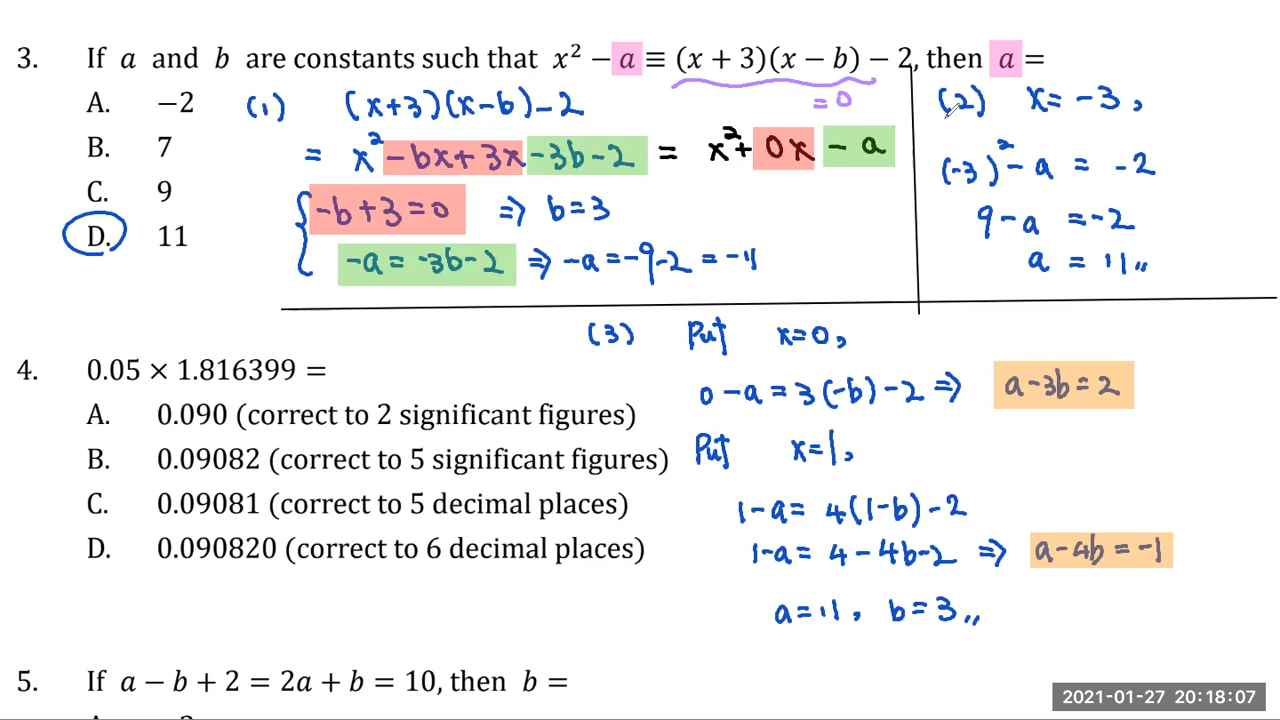 3. If a and b are constants such that x² − a ≡ (x + 3)(x − b) − 2, then a =
A. −2
B. 7
C. 9
D. 11
= 0
(1) (x+3)(x-b)-2
= x² -bx+3x-3b-2 = x²+ 0x - a
-b+3=0 ⇒ b=3
-a = -3b-2 ⇒ -a = -9-2 = -11
(2) x = -3,
(-3)² - a = -2
9 - a = -2
a = 11,,
(3) Put x=0,
0-a = 3(-b)-2 ⇒ a-3b=2
Put x=1,
1-a = 4(1-b)-2
1-a = 4-4b-2 ⇒ a-4b=-1
a=11, b=3,,
4. 0.05 × 1.816399 =
A. 0.090 (correct to 2 significant figures)
B. 0.09082 (correct to 5 significant figures)
C. 0.09081 (correct to 5 decimal places)
D. 0.090820 (correct to 6 decimal places)
5. If a − b + 2 = 2a + b = 10, then b =
2021-01-27 20:18:07